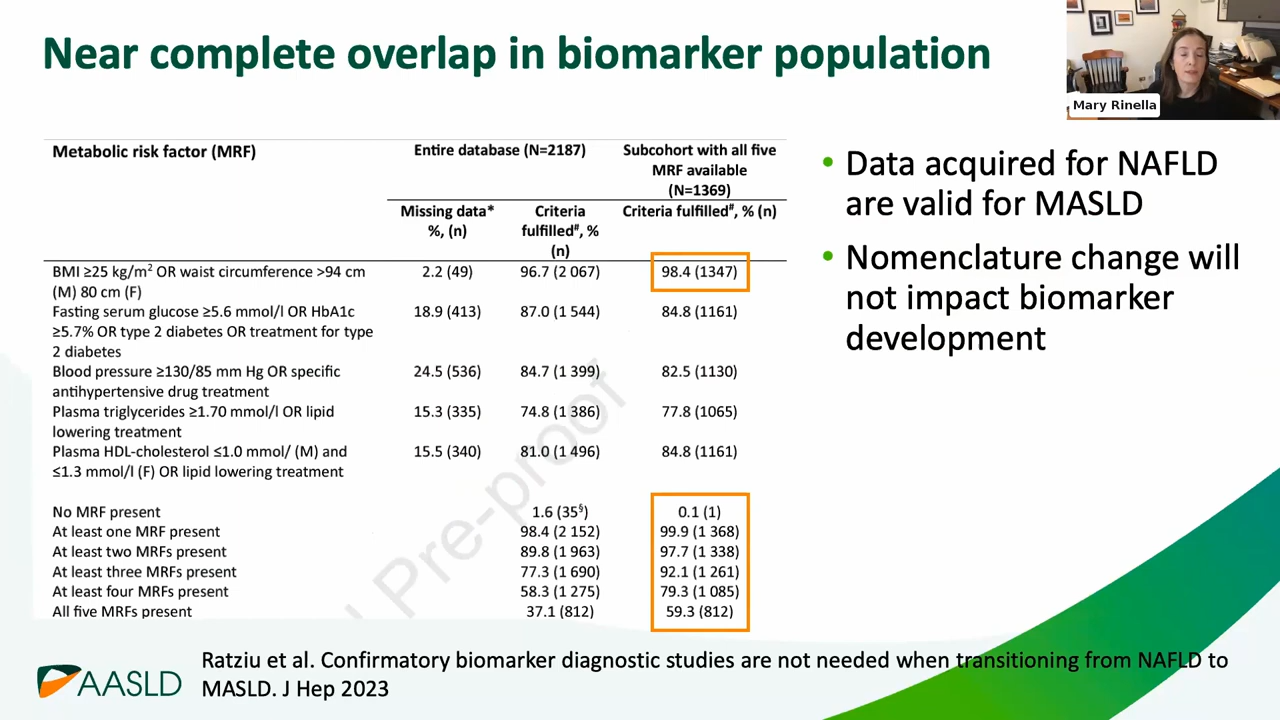 Near complete overlap in biomarker population
Mary Rinella
Metabolic risk factor (MRF)
Entire database (N=2187)
Subcohort with all five
MRF available
(N=1369)
Missing data*
%, (n)
Criteria
fulfilled#, %
(n)
Criteria fulfilled#, % (n)
BMI ≥25 kg/m2 OR waist circumference >94 cm
(M) 80 cm (F)
2.2 (49)
96.7 (2 067)
98.4 (1347)
Fasting serum glucose ≥5.6 mmol/l OR HbA1c
≥5.7% OR type 2 diabetes OR treatment for type
2 diabetes
18.9 (413)
87.0 (1 544)
84.8 (1161)
Blood pressure ≥130/85 mm Hg OR specific
antihypertensive drug treatment
24.5 (536)
84.7 (1 399)
82.5 (1130)
Plasma triglycerides ≥1.70 mmol/l OR lipid
lowering treatment
15.3 (335)
74.8 (1 386)
77.8 (1065)
Plasma HDL-cholesterol ≤1.0 mmol/ (M) and
≤1.3 mmol/l (F) OR lipid lowering treatment
15.5 (340)
81.0 (1 496)
84.8 (1161)
No MRF present
1.6 (35§)
0.1 (1)
At least one MRF present
98.4 (2 152)
99.9 (1 368)
At least two MRFs present
89.8 (1 963)
97.7 (1 338)
At least three MRFs present
77.3 (1 690)
92.1 (1 261)
At least four MRFs present
58.3 (1 275)
79.3 (1 085)
All five MRFs present
37.1 (812)
59.3 (812)
Pre-proof
• Data acquired for NAFLD
are valid for MASLD
• Nomenclature change will
not impact biomarker
development
AASLD
Ratziu et al. Confirmatory biomarker diagnostic studies are not needed when transitioning from NAFLD to
MASLD. J Hep 2023